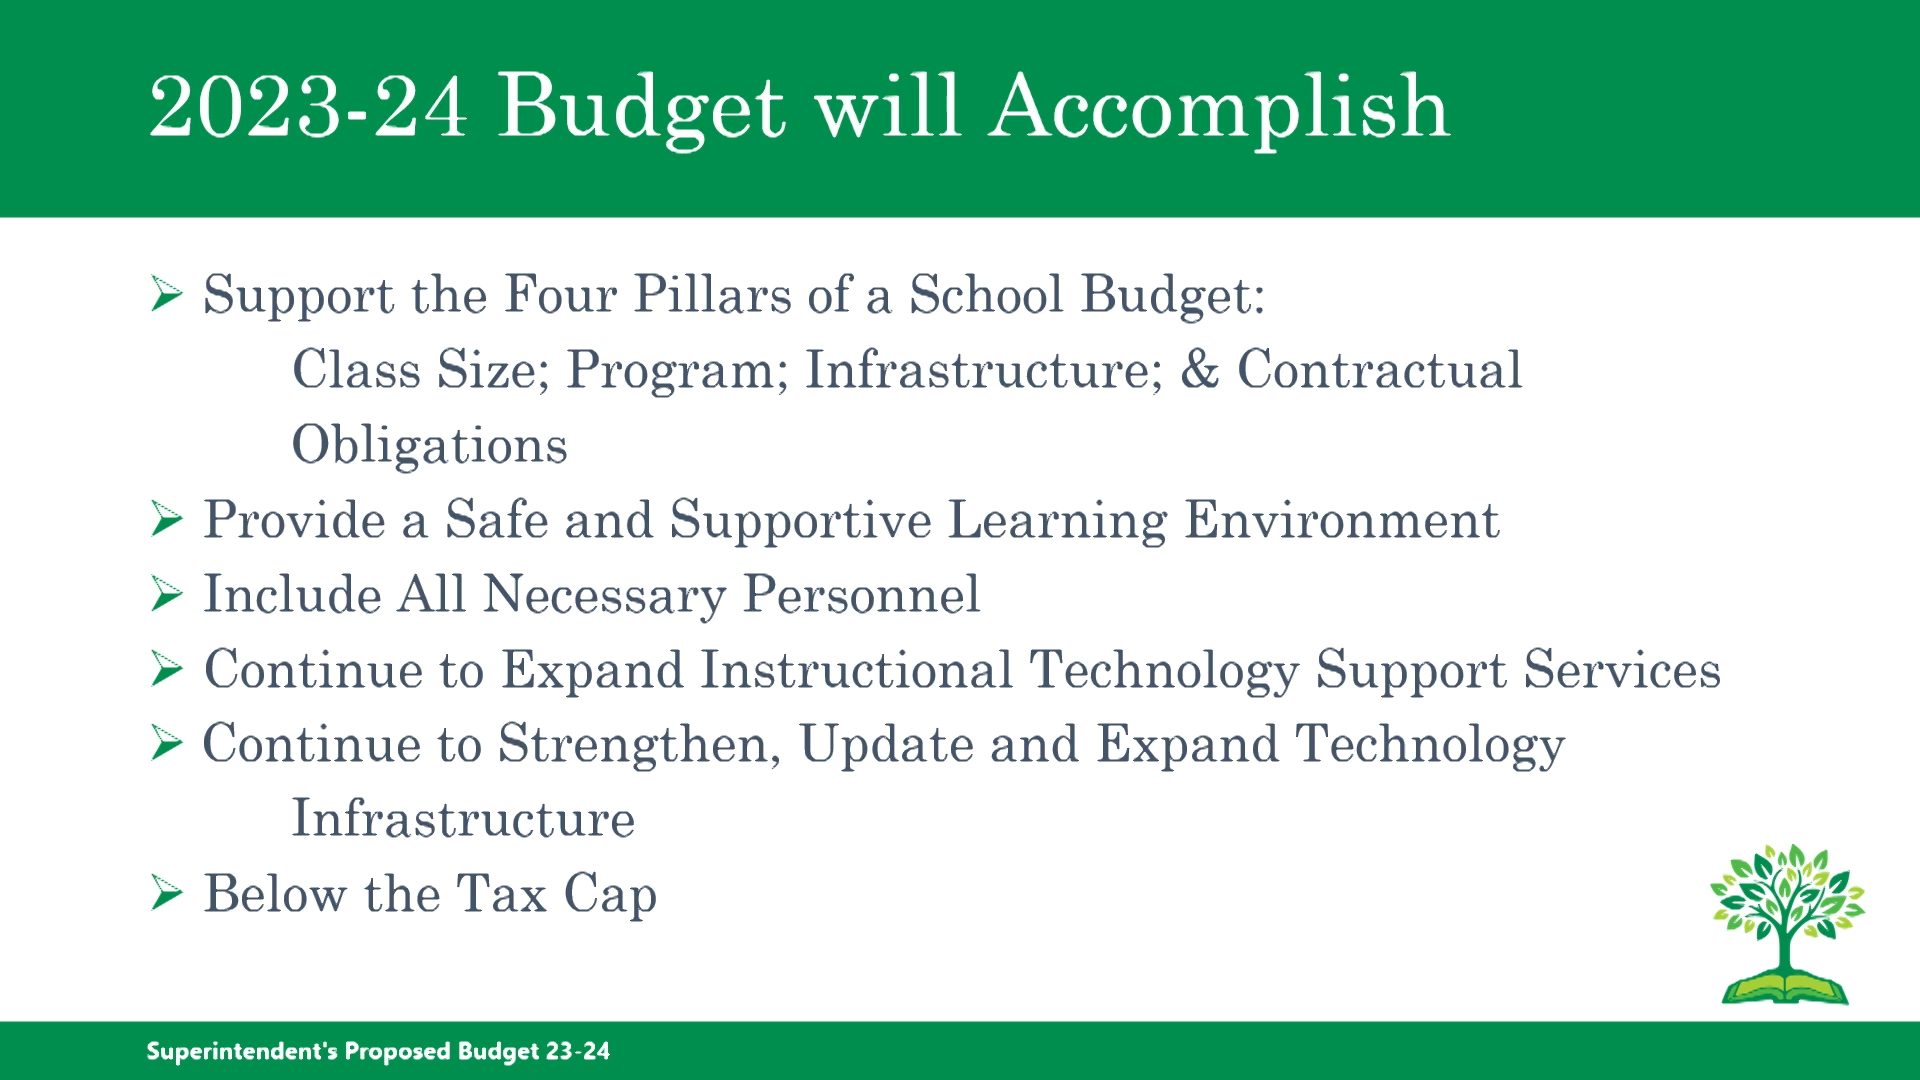 2023-24 Budget will Accomplish
Support the Four Pillars of a School Budget:
Class Size; Program; Infrastructure; & Contractual
Obligations
Provide a Safe and Supportive Learning Environment
Include All Necessary Personnel
Continue to Expand Instructional Technology Support Services
Continue to Strengthen, Update and Expand Technology
Infrastructure
Below the Tax Cap
Superintendent's Proposed Budget 23-24